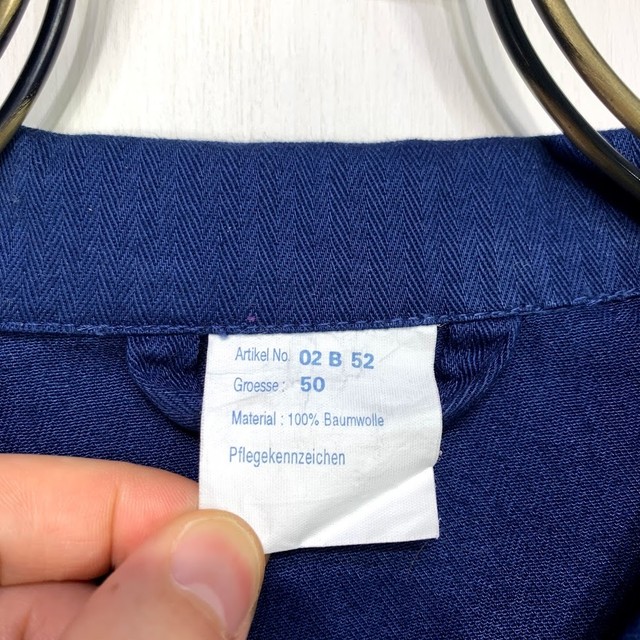 Artikel No. 02 B 52
Groesse : 50
Material : 100% Baumwolle
Pflegekennzeichen